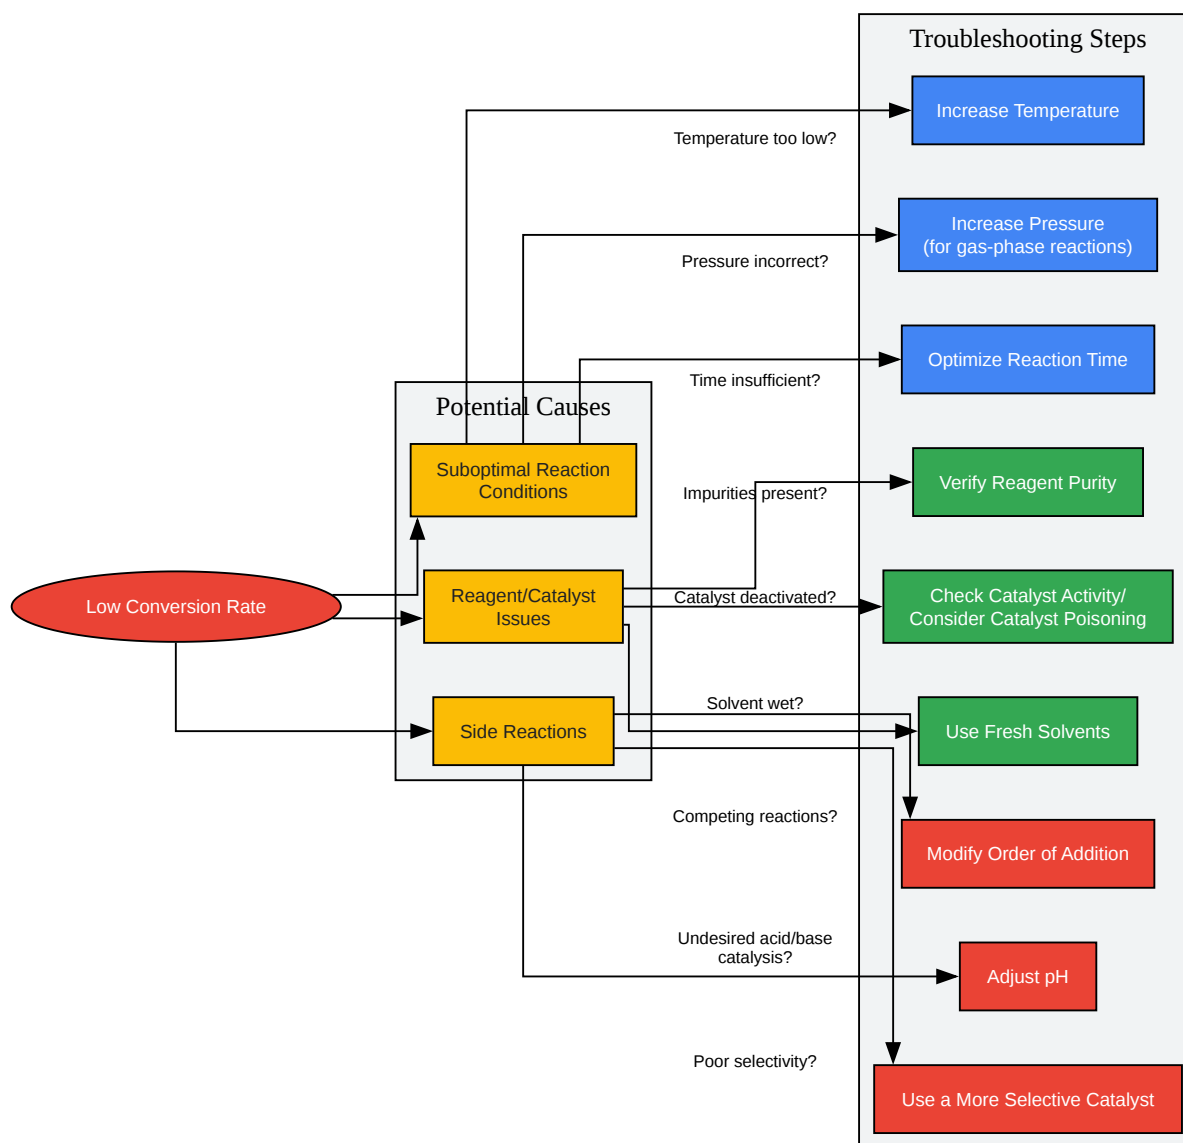 Troubleshooting Steps
Increase Temperature
Temperature too low?
Increase Pressure
(for gas-phase reactions)
Pressure incorrect?
Optimize Reaction Time
Time insufficient?
Potential Causes
Suboptimal Reaction
Conditions
Impurities present?
Verify Reagent Purity
Low Conversion Rate
Reagent/Catalyst
Issues
Catalyst deactivated?
Check Catalyst Activity/
Consider Catalyst Poisoning
Side Reactions
Solvent wet?
Use Fresh Solvents
Competing reactions?
Modify Order of Addition
Undesired acid/base
catalysis?
Adjust pH
Poor selectivity?
Use a More Selective Catalyst